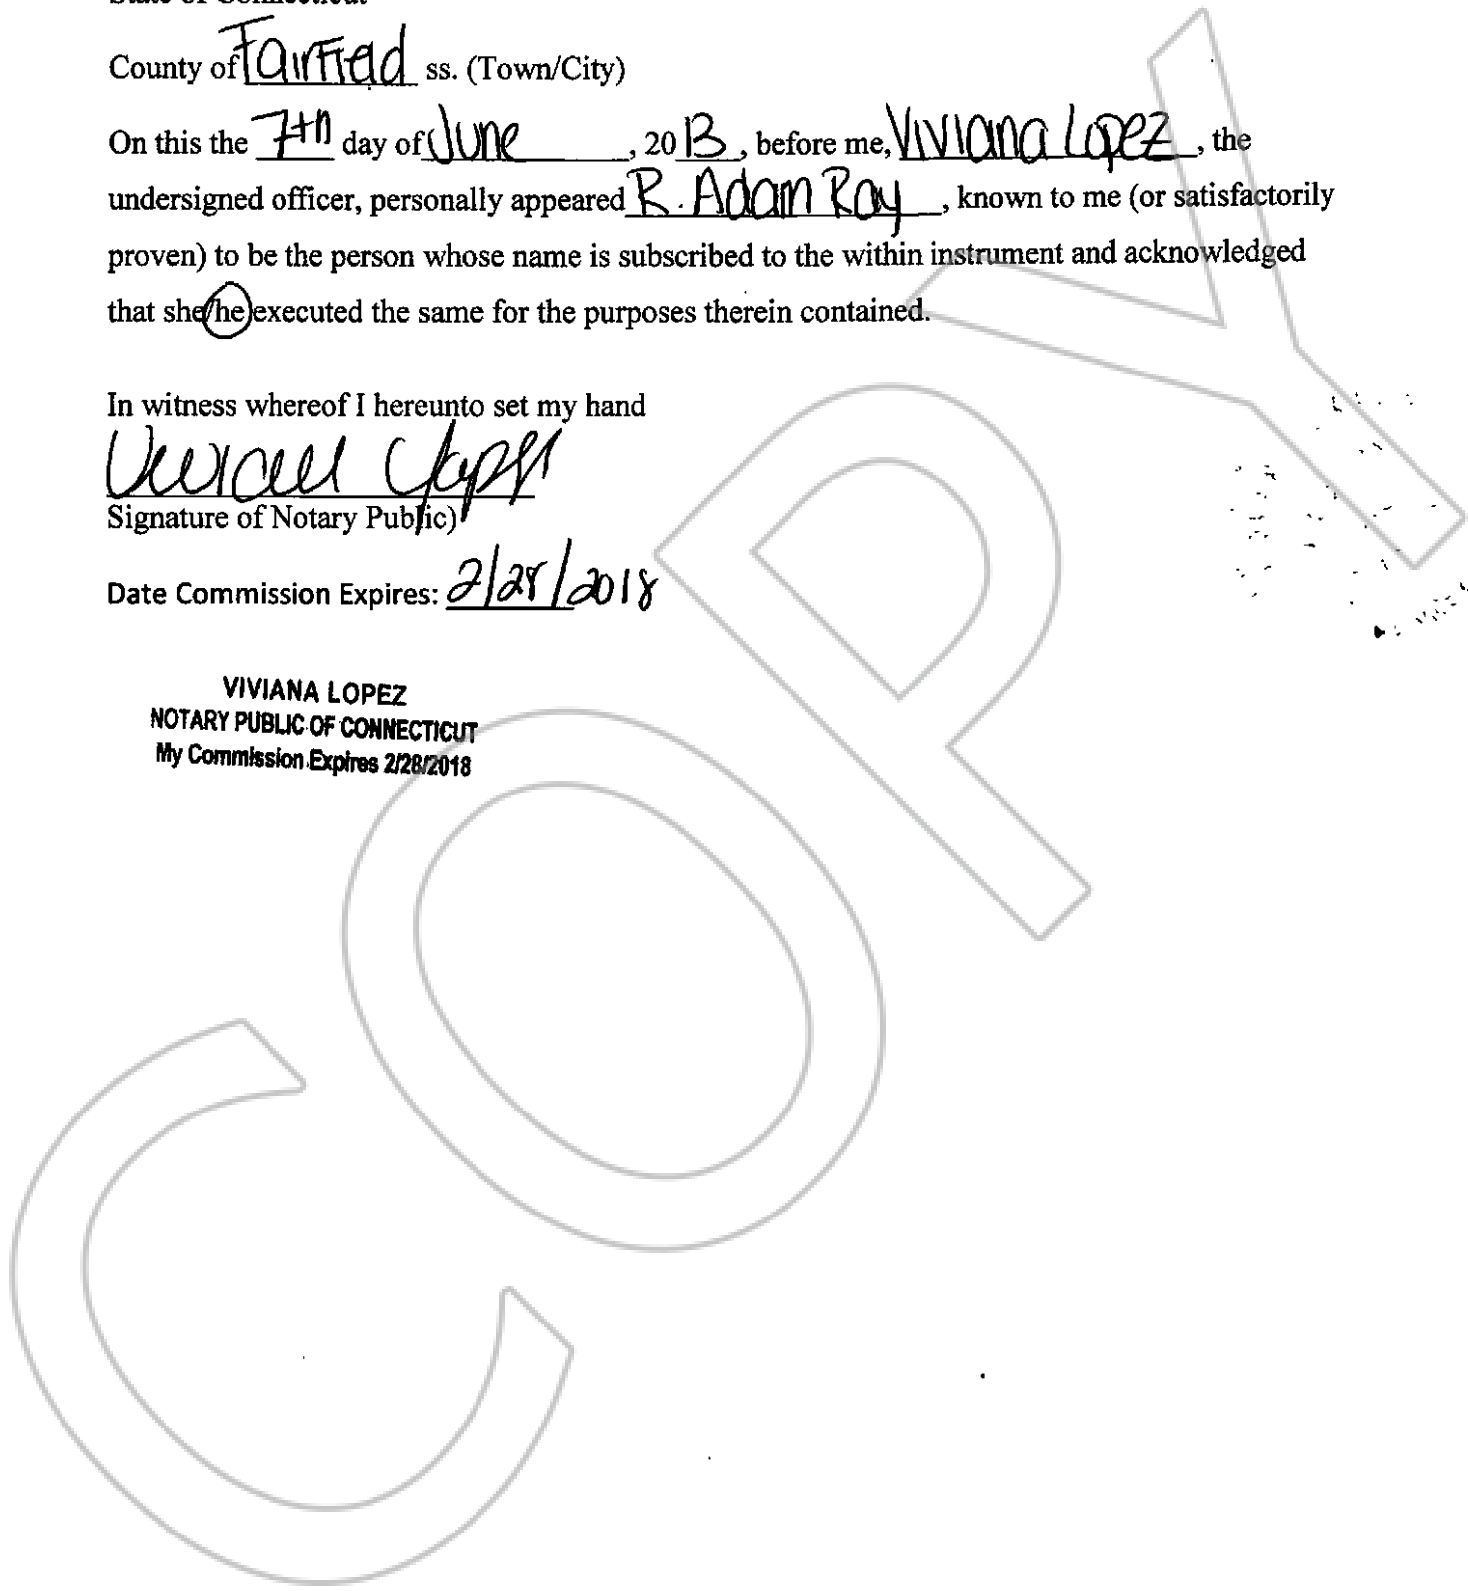 State of Connecticut
County of Fairfield ss. (Town/City)
On this the 7th day of June, 2013, before me, Viviana Lopez, the
undersigned officer, personally appeared R. Adam Ray, known to me (or satisfactorily
proven) to be the person whose name is subscribed to the within instrument and acknowledged
that she/he executed the same for the purposes therein contained.
In witness whereof I hereunto set my hand
Signature of Notary Public)
Date Commission Expires: 2/28/2018
VIVIANA LOPEZ
NOTARY PUBLIC OF CONNECTICUT
My Commission Expires 2/28/2018
COPY